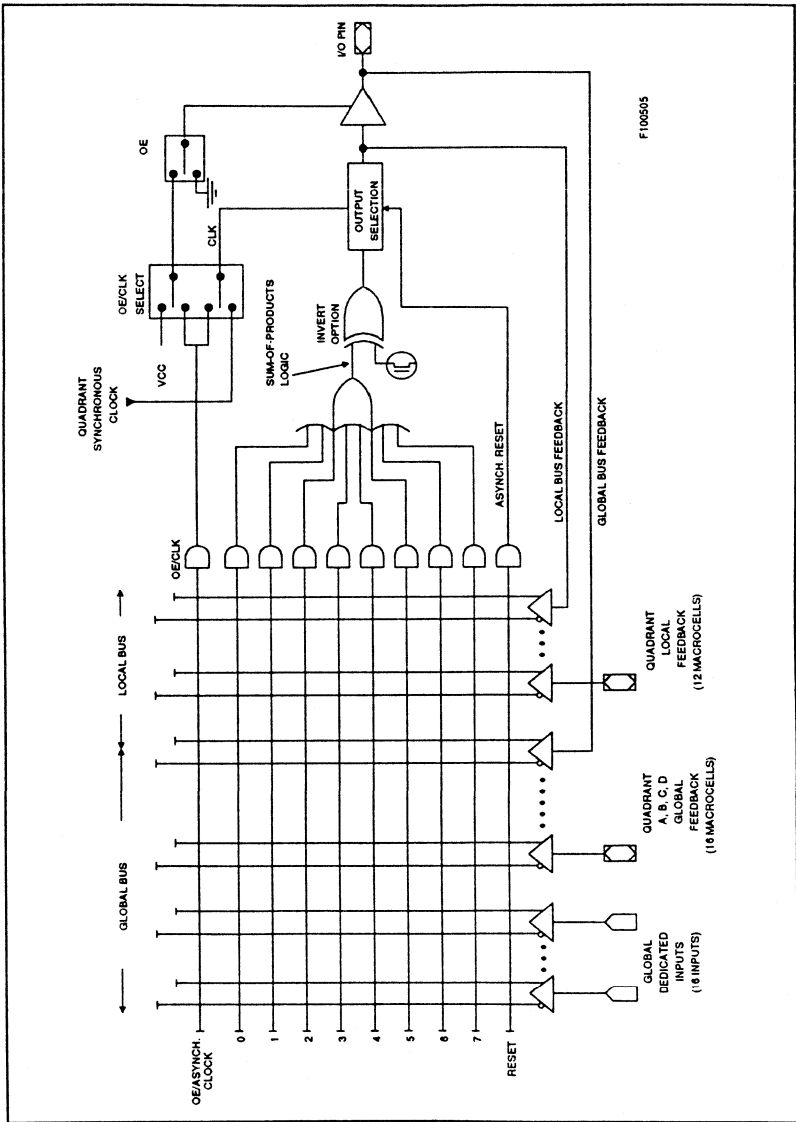 I/O PIN
OE
CLK
OE/CLK
SELECT
OUTPUT
SELECTION
VCC
QUADRANT
SYNCHRONOUS
CLOCK
SUM-OF-PRODUCTS
LOGIC
INVERT
OPTION
ASYNCH. RESET
LOCAL BUS FEEDBACK
GLOBAL BUS FEEDBACK
F100505
OE/CLK
LOCAL BUS
GLOBAL BUS
OE/ASYNCH.
CLOCK
0
1
2
3
4
5
6
7
RESET
GLOBAL
DEDICATED
INPUTS
(16 INPUTS)
QUADRANT
A, B, C, D
GLOBAL
FEEDBACK
(16 MACROCELLS)
QUADRANT
LOCAL
FEEDBACK
(12 MACROCELLS)